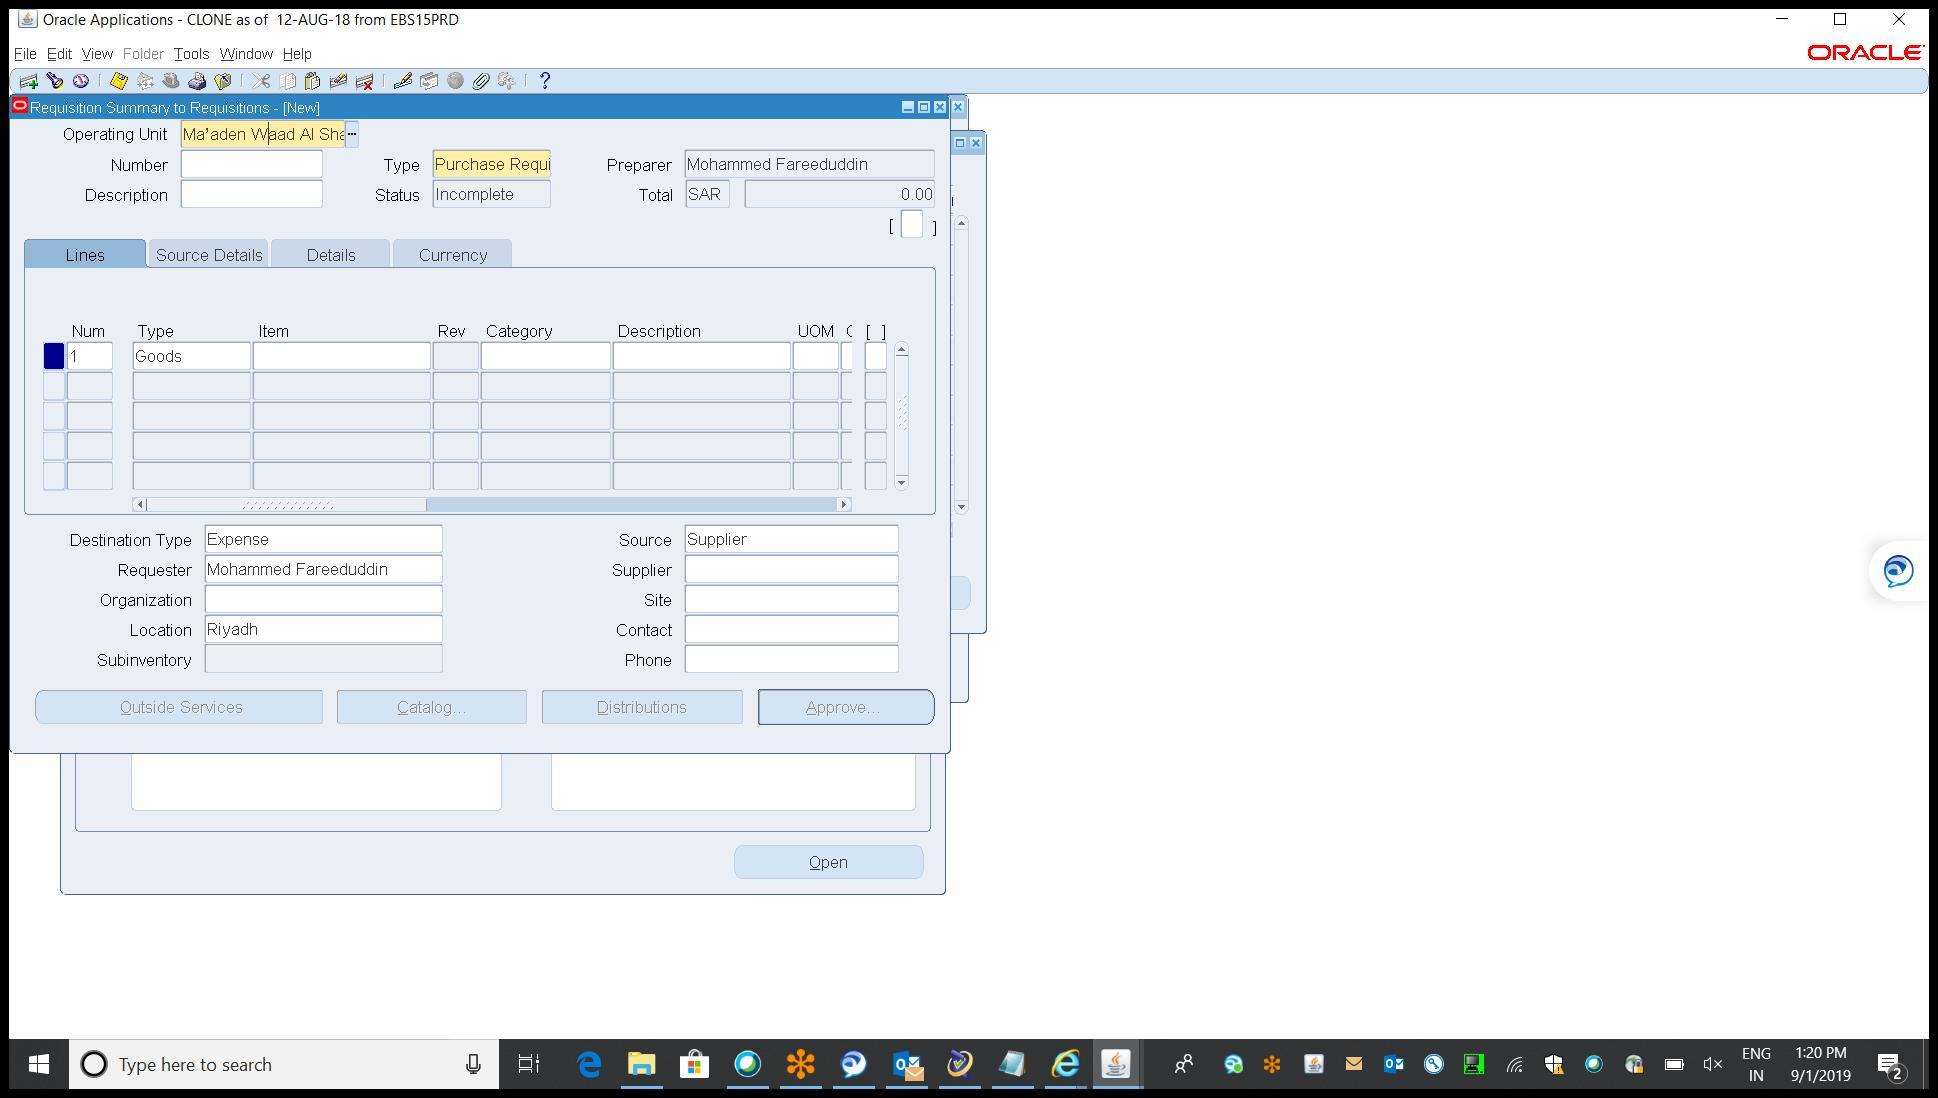 Oracle Applications - CLONE as of 12-AUG-18 from EBS15PRD
File Edit View Folder Tools Window Help
ORACLE
Requisition Summary to Requisitions - [New]
Operating Unit Ma'aden Waad Al Sha
Number Type Purchase Requi Preparer Mohammed Fareeduddin
Description Status Incomplete Total SAR 0.00
[ ]
Lines Source Details Details Currency
Num Type Item Rev Category Description UOM [ ]
1 Goods
Destination Type Expense Source Supplier
Requester Mohammed Fareeduddin Supplier
Organization Site
Location Riyadh Contact
Subinventory Phone
Outside Services Catalog... Distributions Approve...
Open
Type here to search
ENG 1:20 PM
IN 9/1/2019 2